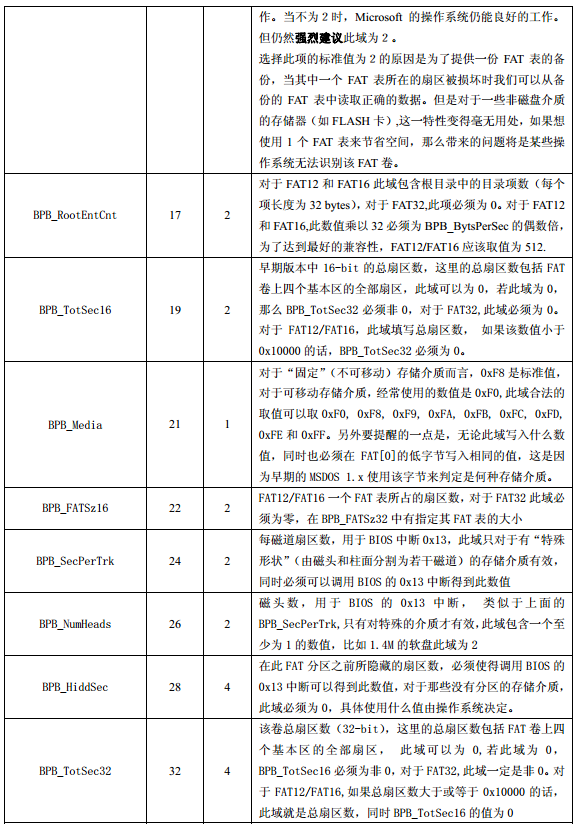 作。当不为 2 时，Microsoft 的操作系统仍能良好的工作。
但仍然强烈建议此域为 2 。
选择此项的标准值为 2 的原因是为了提供一份 FAT 表的备
份，当其中一个 FAT 表所在的扇区被损坏时我们可以从备
份的 FAT 表中读取正确的数据。但是对于一些非磁盘介质
的存储器（如 FLASH 卡）,这一特性变得毫无用处，如果想
使用 1 个 FAT 表来节省空间，那么带来的问题将是某些操
作系统无法识别该 FAT 卷。
BPB_RootEntCnt 17 2
对于 FAT12 和 FAT16 此域包含根目录中的目录项数（每个
项长度为 32 bytes），对于 FAT32,此项必须为 0。对于 FAT12
和 FAT16,此数值乘以 32 必须为 BPB_BytsPerSec 的偶数倍，
为了达到最好的兼容性，FAT12/FAT16 应该取值为 512.
BPB_TotSec16 19 2
早期版本中 16-bit 的总扇区数，这里的总扇区数包括 FAT
卷上四个基本区的全部扇区，此域可以为 0，若此域为 0，
那么 BPB_TotSec32 必须非 0，对于 FAT32,此域必须为 0。
对于 FAT12/FAT16，此域填写总扇区数， 如果该数值小于
0x10000 的话，BPB_TotSec32 必须为 0。
BPB_Media 21 1
对于“固定”（不可移动）存储介质而言，0xF8 是标准值，
对于可移动存储介质，经常使用的数值是 0xF0,此域合法的
取值可以取 0xF0, 0xF8, 0xF9, 0xFA, 0xFB, 0xFC, 0xFD,
0xFE 和 0xFF。另外要提醒的一点是，无论此域写入什么数
值，同时也必须在 FAT[0]的低字节写入相同的值，这是因
为早期的 MSDOS 1.x 使用该字节来判定是何种存储介质。
BPB_FATSz16 22 2
FAT12/FAT16 一个 FAT 表所占的扇区数，对于 FAT32 此域必
须为零，在 BPB_FATSz32 中有指定其 FAT 表的大小
BPB_SecPerTrk 24 2
每磁道扇区数，用于 BIOS 中断 0x13，此域只对于有“特殊
形状”（由磁头和柱面分割为若干磁道）的存储介质有效，
同时必须可以调用 BIOS 的 0x13 中断得到此数值
BPB_NumHeads 26 2
磁头数，用于 BIOS 的 0x13 中断， 类似于上面的
BPB_SecPerTrk,只有对特殊的介质才有效,此域包含一个至
少为 1 的数值，比如 1.4M 的软盘此域为 2
BPB_HiddSec 28 4
在此 FAT 分区之前所隐藏的扇区数，必须使得调用 BIOS 的
0x13 中断可以得到此数值，对于那些没有分区的存储介质，
此域必须为 0，具体使用什么值由操作系统决定。
BPB_TotSec32 32 4
该卷总扇区数（32-bit），这里的总扇区数包括 FAT 卷上四
个基本区的全部扇区， 此域可以为 0,若此域为 0，
BPB_TotSec16 必须为非 0,对于 FAT32,此域一定是非 0。对
于 FAT12/FAT16,如果总扇区数大于或等于 0x10000 的话，
此域就是总扇区数，同时 BPB_TotSec16 的值为 0